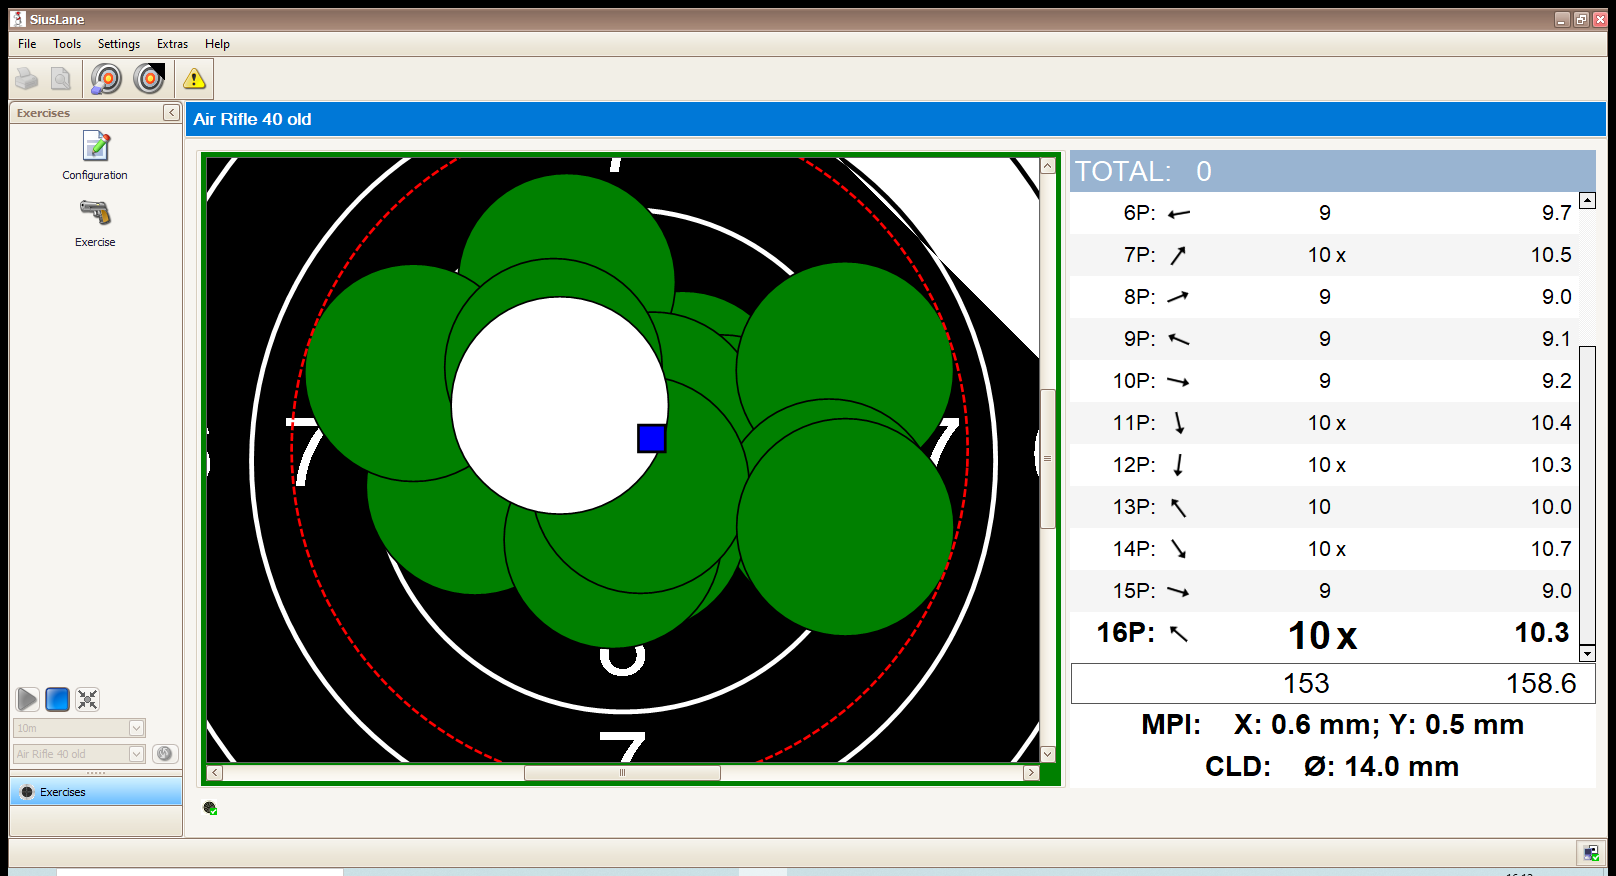 SiusLane
File Tools Settings Extras Help
Exercises
Configuration
Exercise
10m
Air Rifle 40 old
Exercises
Air Rifle 40 old
7
7 7
8
7
TOTAL: 0
6P: 9 9.7
7P: 10 x 10.5
8P: 9 9.0
9P: 9 9.1
10P: 9 9.2
11P: 10 x 10.4
12P: 10 x 10.3
13P: 10 10.0
14P: 10 x 10.7
15P: 9 9.0
16P: 10 x 10.3
153 158.6
MPI: X: 0.6 mm; Y: 0.5 mm
CLD: Ø: 14.0 mm